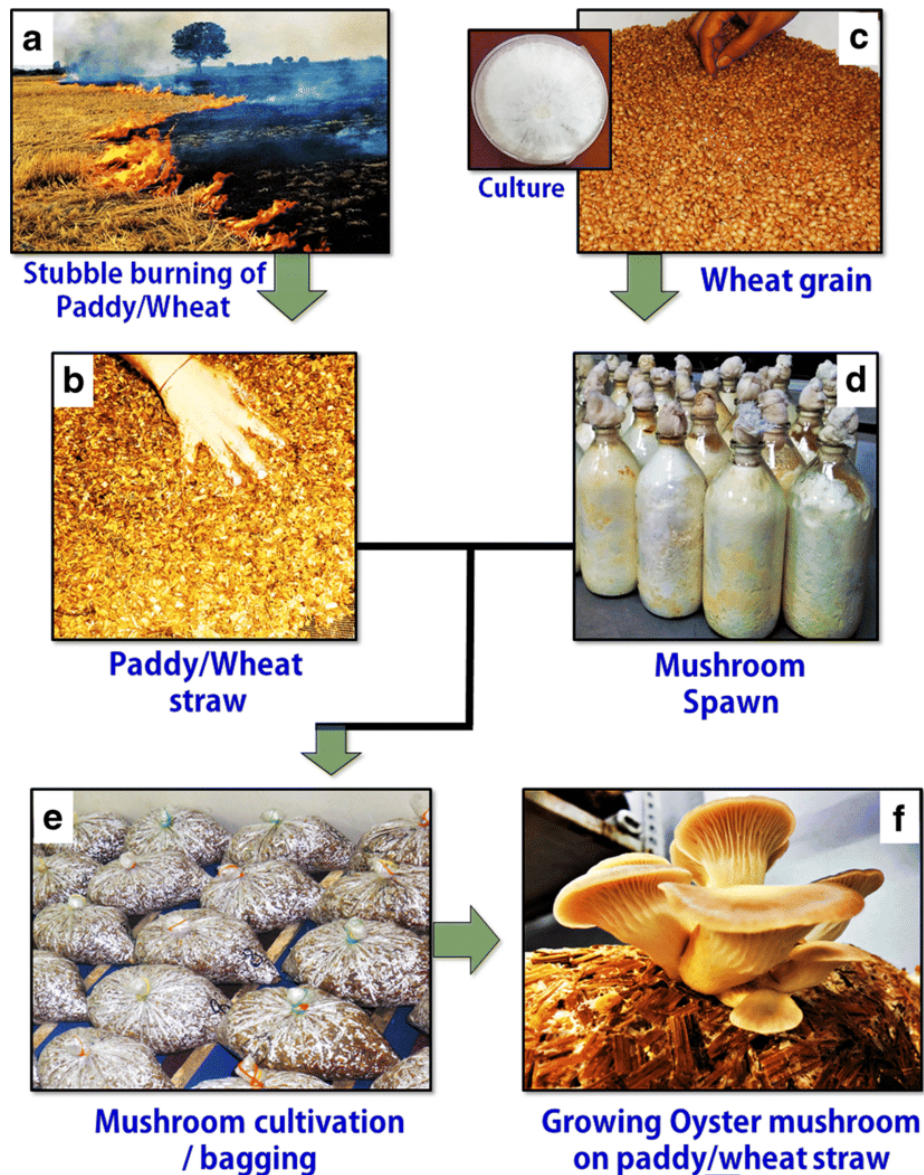 a
c
Culture
Stubble burning of
Paddy/Wheat
Wheat grain
b
d
Paddy/Wheat
straw
Mushroom
Spawn
e
f
Mushroom cultivation
/ bagging
Growing Oyster mushroom
on paddy/wheat straw